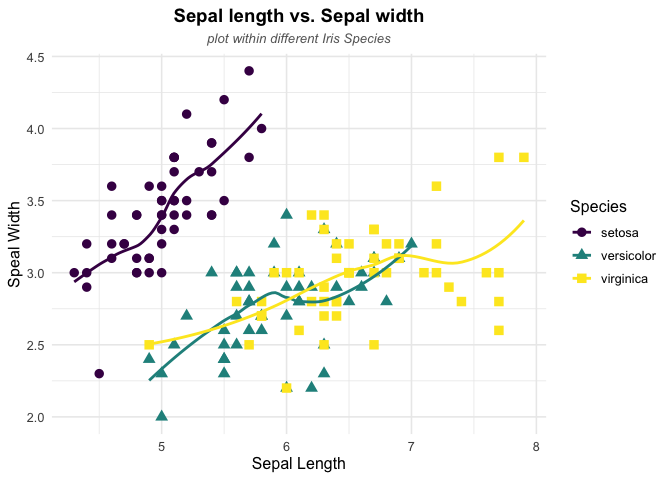 Sepal length vs. Sepal width
plot within different Iris Species
4.5
4.0
3.5
3.0
2.5
2.0
Speal Width
5 6 7 8
Sepal Length
Species
setosa
versicolor
virginica